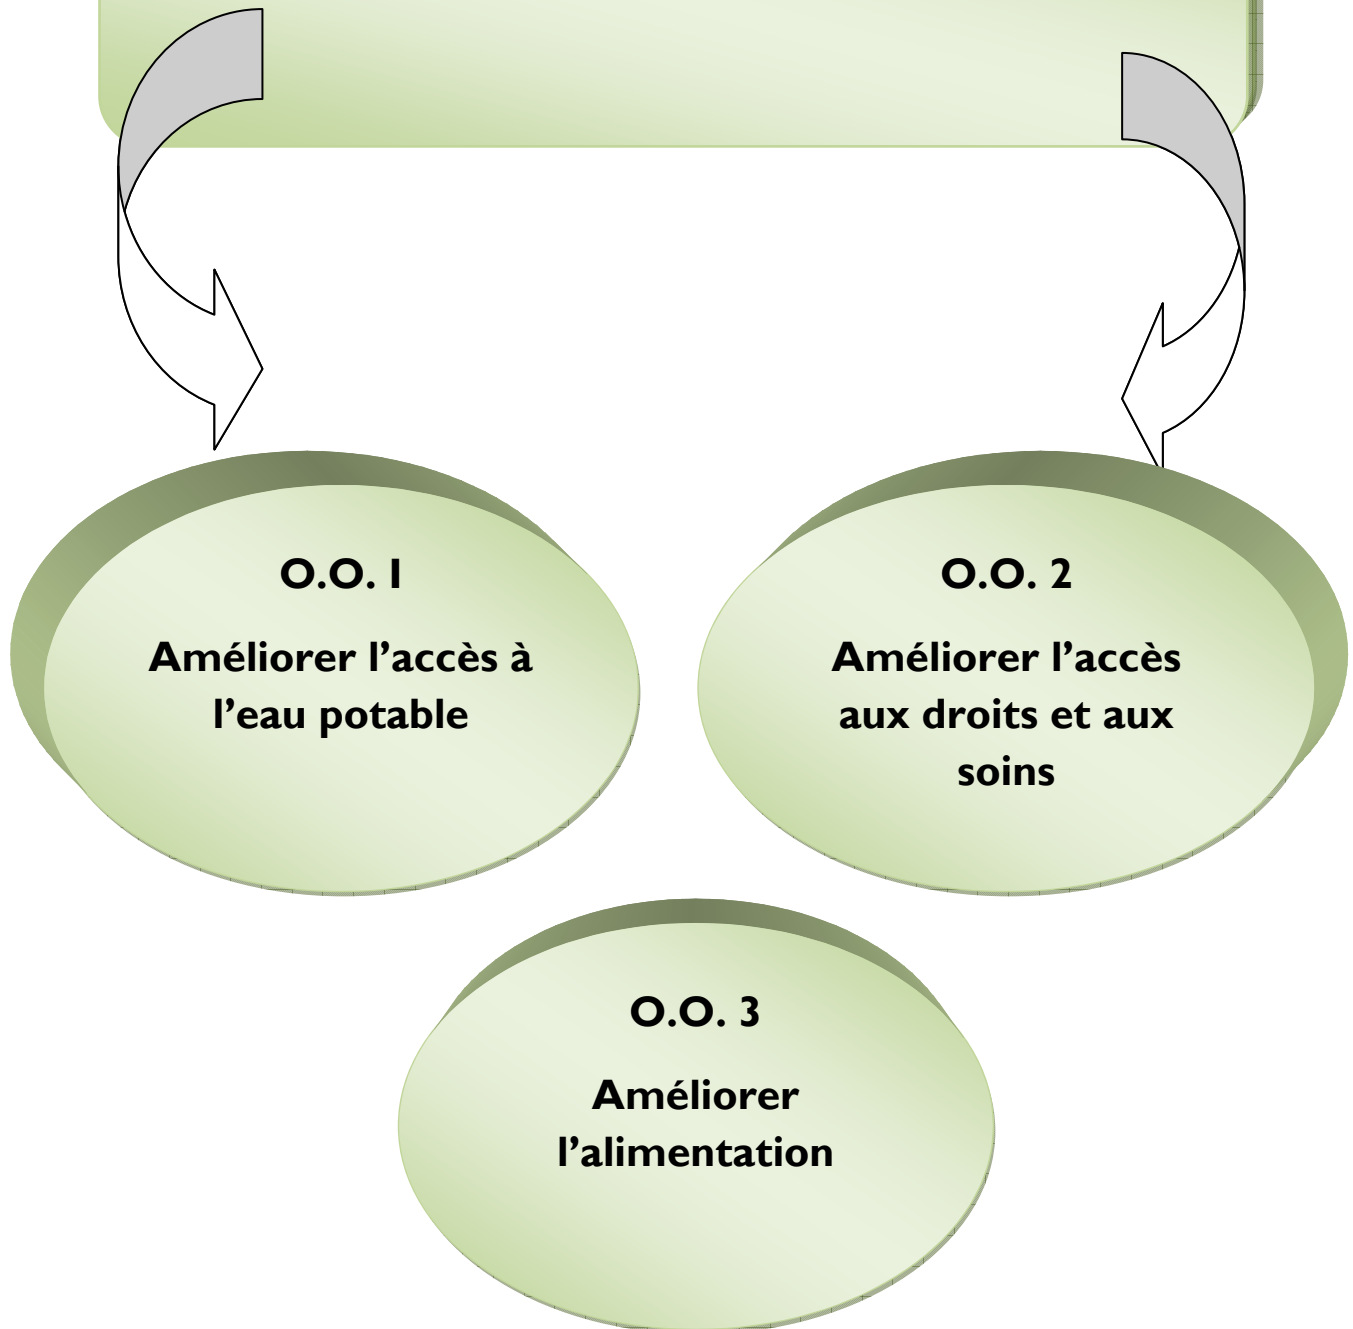 O.O. 1
Améliorer l’accès à
l’eau potable
O.O. 2
Améliorer l’accès
aux droits et aux
soins
O.O. 3
Améliorer
l’alimentation